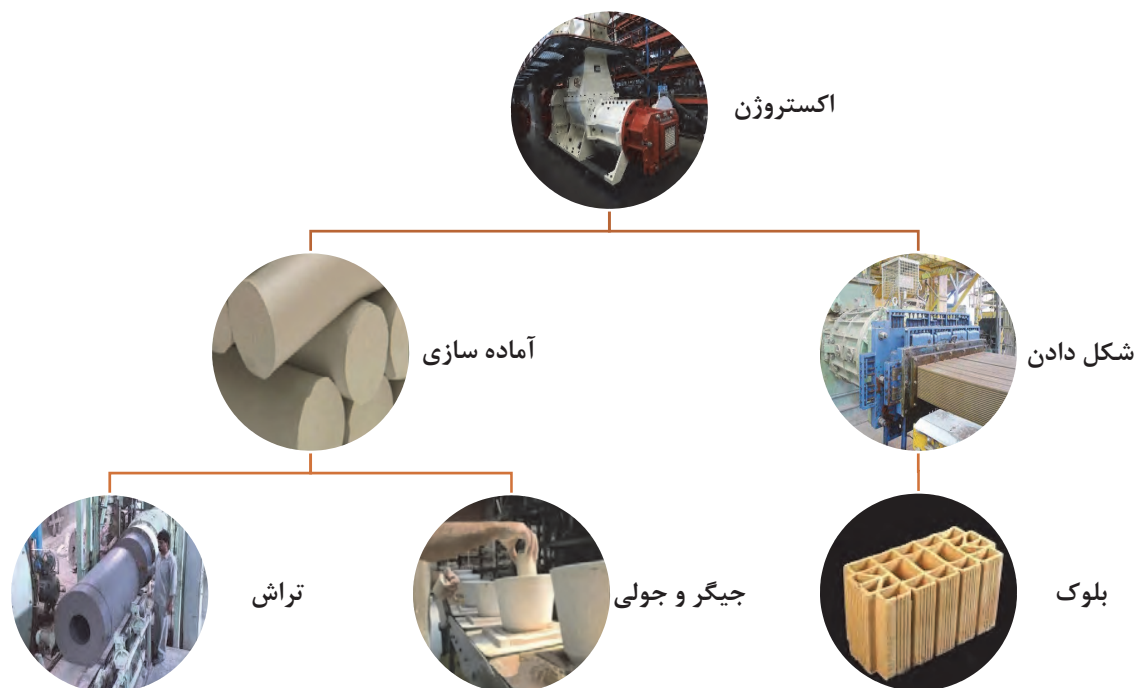 اکستروژن
شکل دادن
آماده سازی
بلوک
جیگر و جولی
تراش